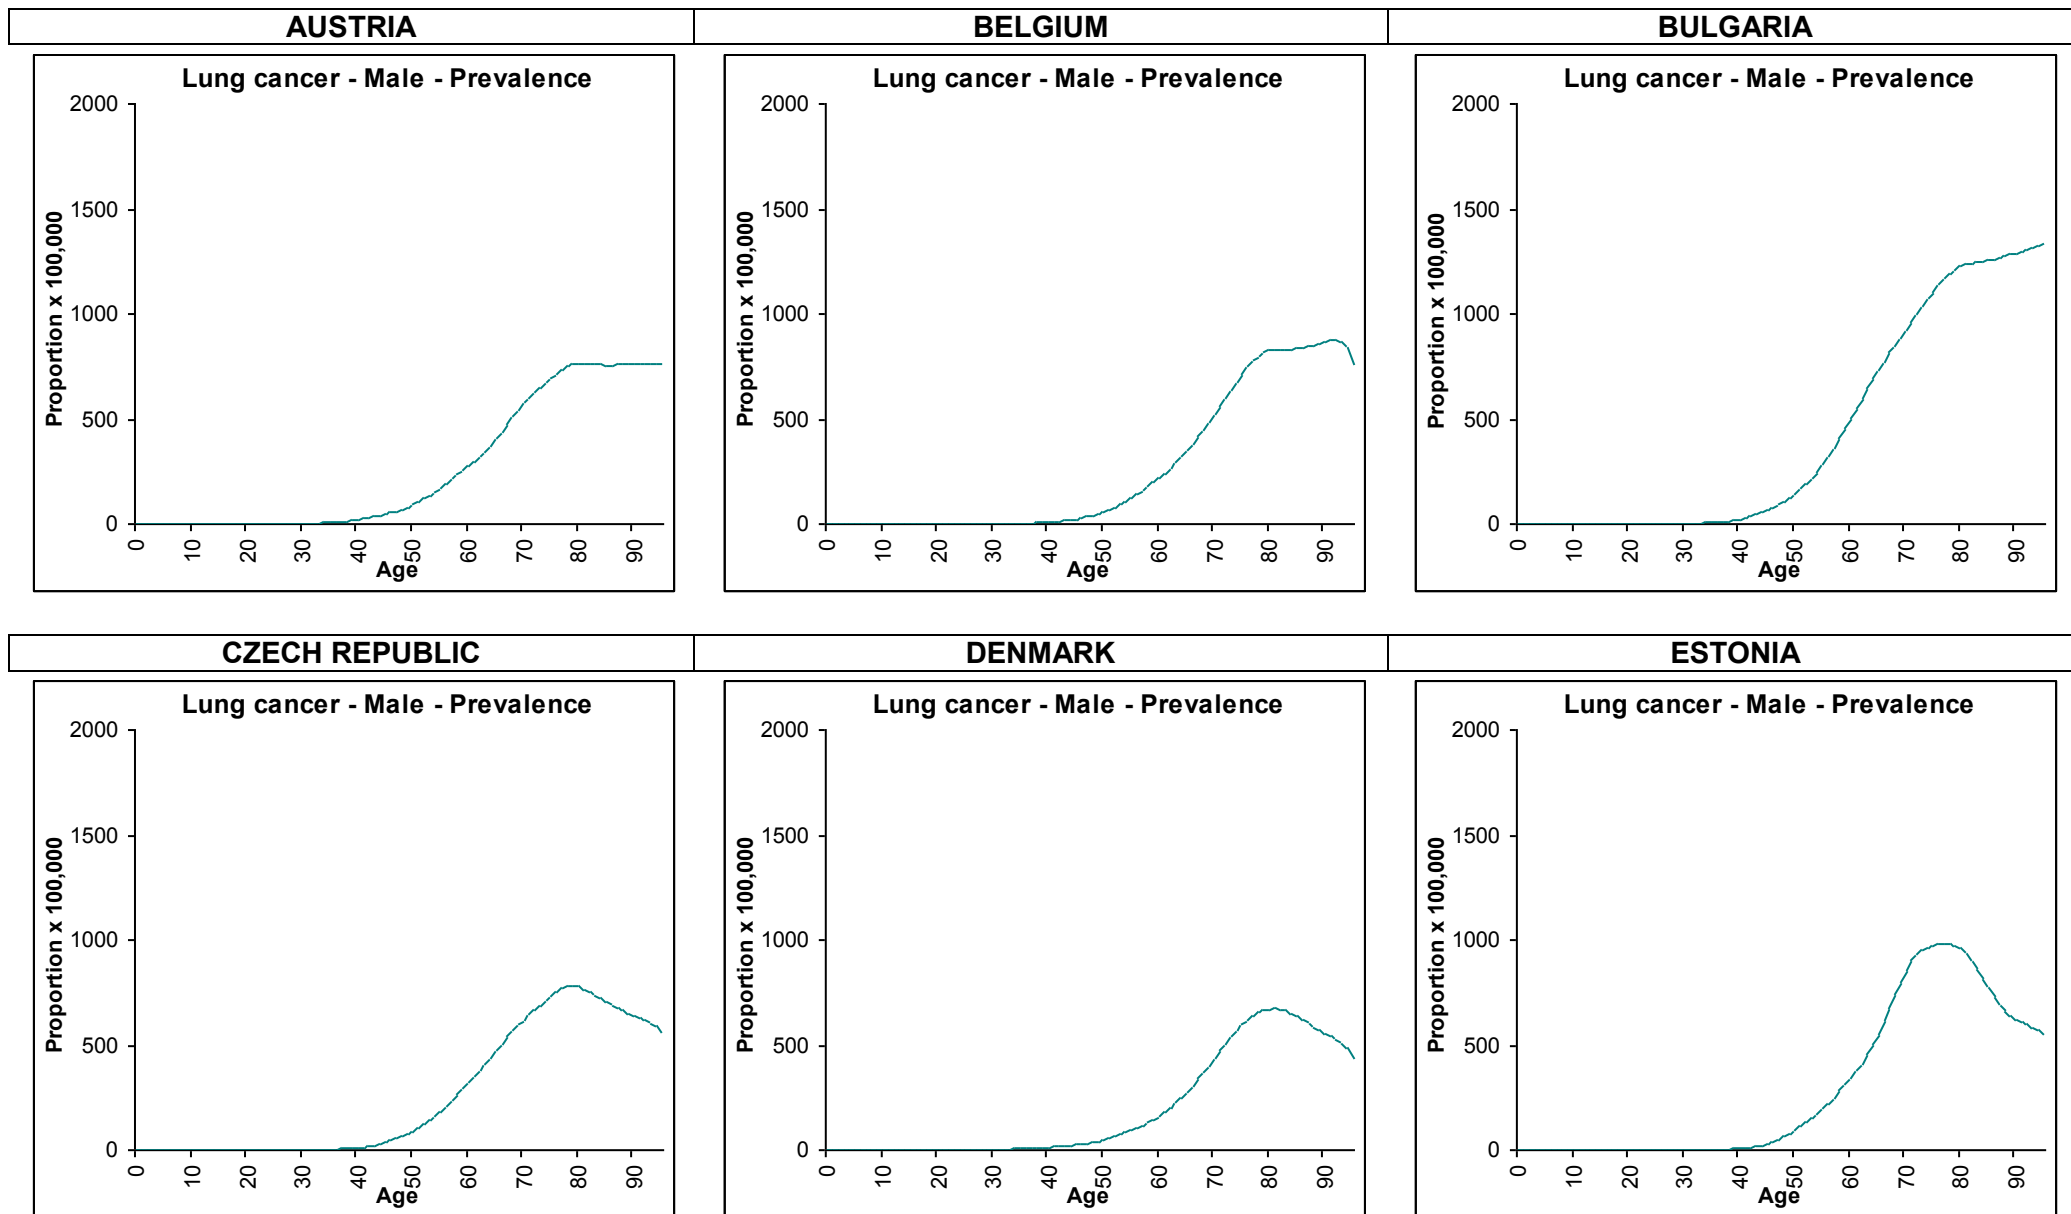 AUSTRIA
BELGIUM
BULGARIA
Lung cancer - Male - Prevalence
Proportion x 100,000
2000
1500
1000
500
0
0 10 20 30 40 50 60 70 80 90
Age
Lung cancer - Male - Prevalence
Proportion x 100,000
2000
1500
1000
500
0
0 10 20 30 40 50 60 70 80 90
Age
Lung cancer - Male - Prevalence
Proportion x 100,000
2000
1500
1000
500
0
0 10 20 30 40 50 60 70 80 90
Age
CZECH REPUBLIC
DENMARK
ESTONIA
Lung cancer - Male - Prevalence
Proportion x 100,000
2000
1500
1000
500
0
0 10 20 30 40 50 60 70 80 90
Age
Lung cancer - Male - Prevalence
Proportion x 100,000
2000
1500
1000
500
0
0 10 20 30 40 50 60 70 80 90
Age
Lung cancer - Male - Prevalence
Proportion x 100,000
2000
1500
1000
500
0
0 10 20 30 40 50 60 70 80 90
Age